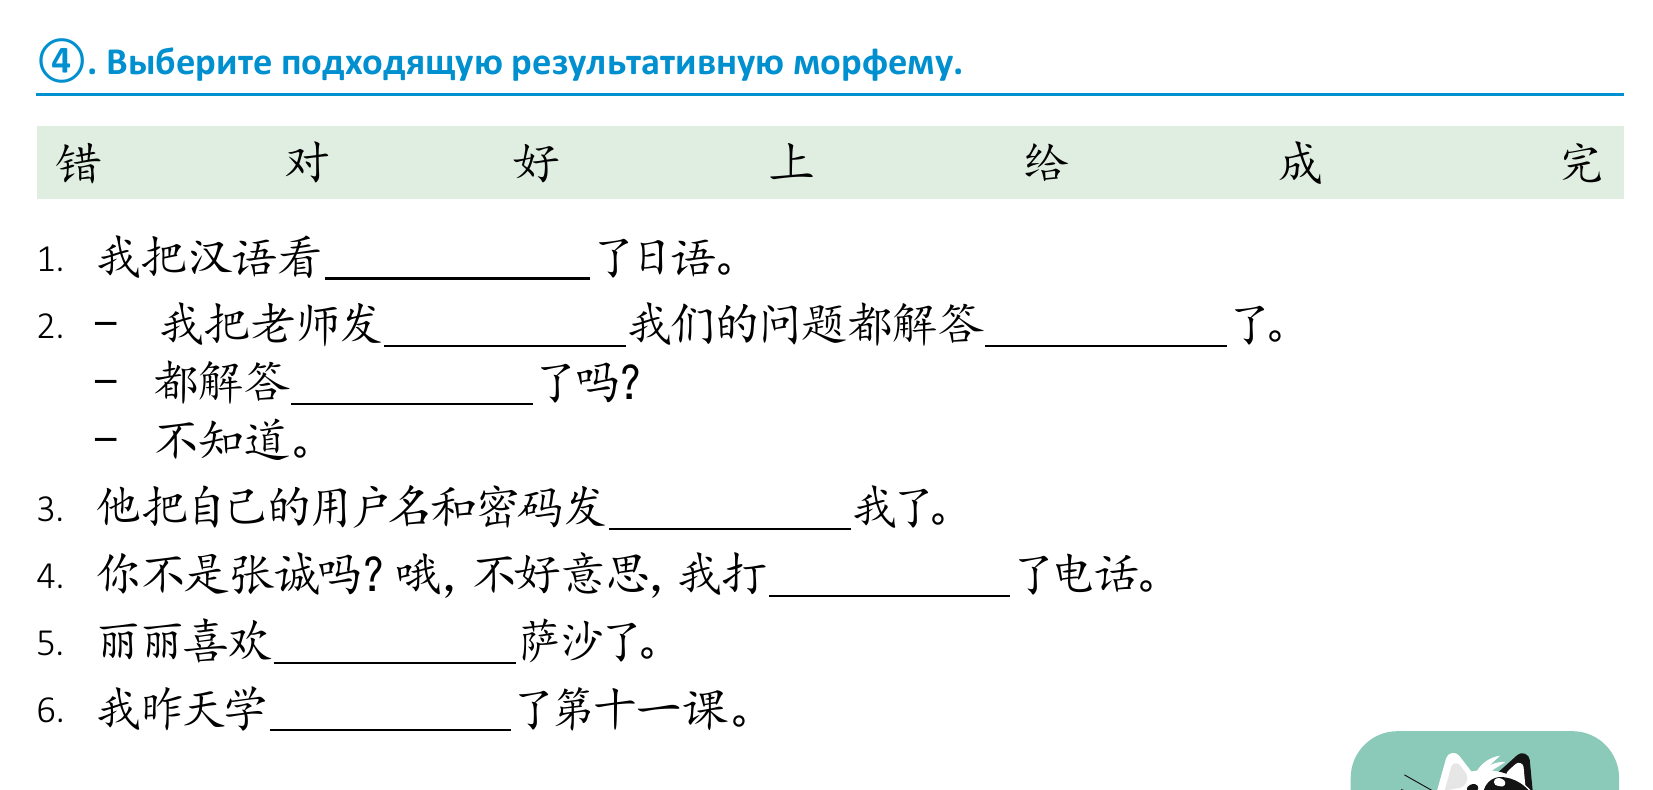 ④. Выберите подходящую результативную морфему.
错 对 好 上 给 成 完
1. 我把汉语看____________了日语。
2. – 我把老师发___________我们的问题都解答___________了。
– 都解答___________了吗?
– 不知道。
3. 他把自己的用户名和密码发___________我了。
4. 你不是张诚吗? 哦, 不好意思, 我打___________了电话。
5. 丽丽喜欢___________萨沙了。
6. 我昨天学___________了第十一课。